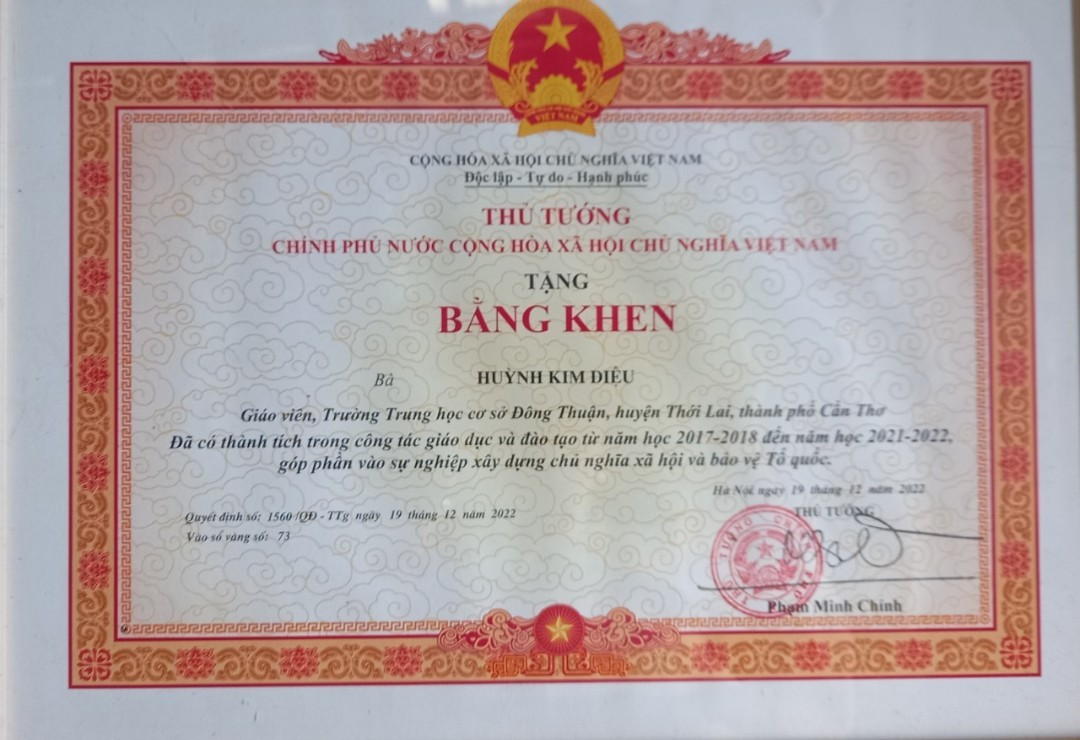 VIỆT NAM
CỘNG HÒA XÃ HỘI CHỦ NGHĨA VIỆT NAM
Độc lập - Tự do - Hạnh phúc
THỦ TƯỚNG
CHÍNH PHỦ NƯỚC CỘNG HÒA XÃ HỘI CHỦ NGHĨA VIỆT NAM
TẶNG
BẰNG KHEN
Bà HUỲNH KIM DIỆU
Giáo viên, Trường Trung học cơ sở Đông Thuận, huyện Thới Lai, thành phố Cần Thơ
Đã có thành tích trong công tác giáo dục và đào tạo từ năm học 2017-2018 đến năm học 2021-2022,
góp phần vào sự nghiệp xây dựng chủ nghĩa xã hội và bảo vệ Tổ quốc.
Hà Nội, ngày 19 tháng 12 năm 2022
Quyết định số: 1560 /QĐ - TTg ngày 19 tháng 12 năm 2022
THỦ TƯỚNG
Vào sổ vàng số: 73
Phạm Minh Chính